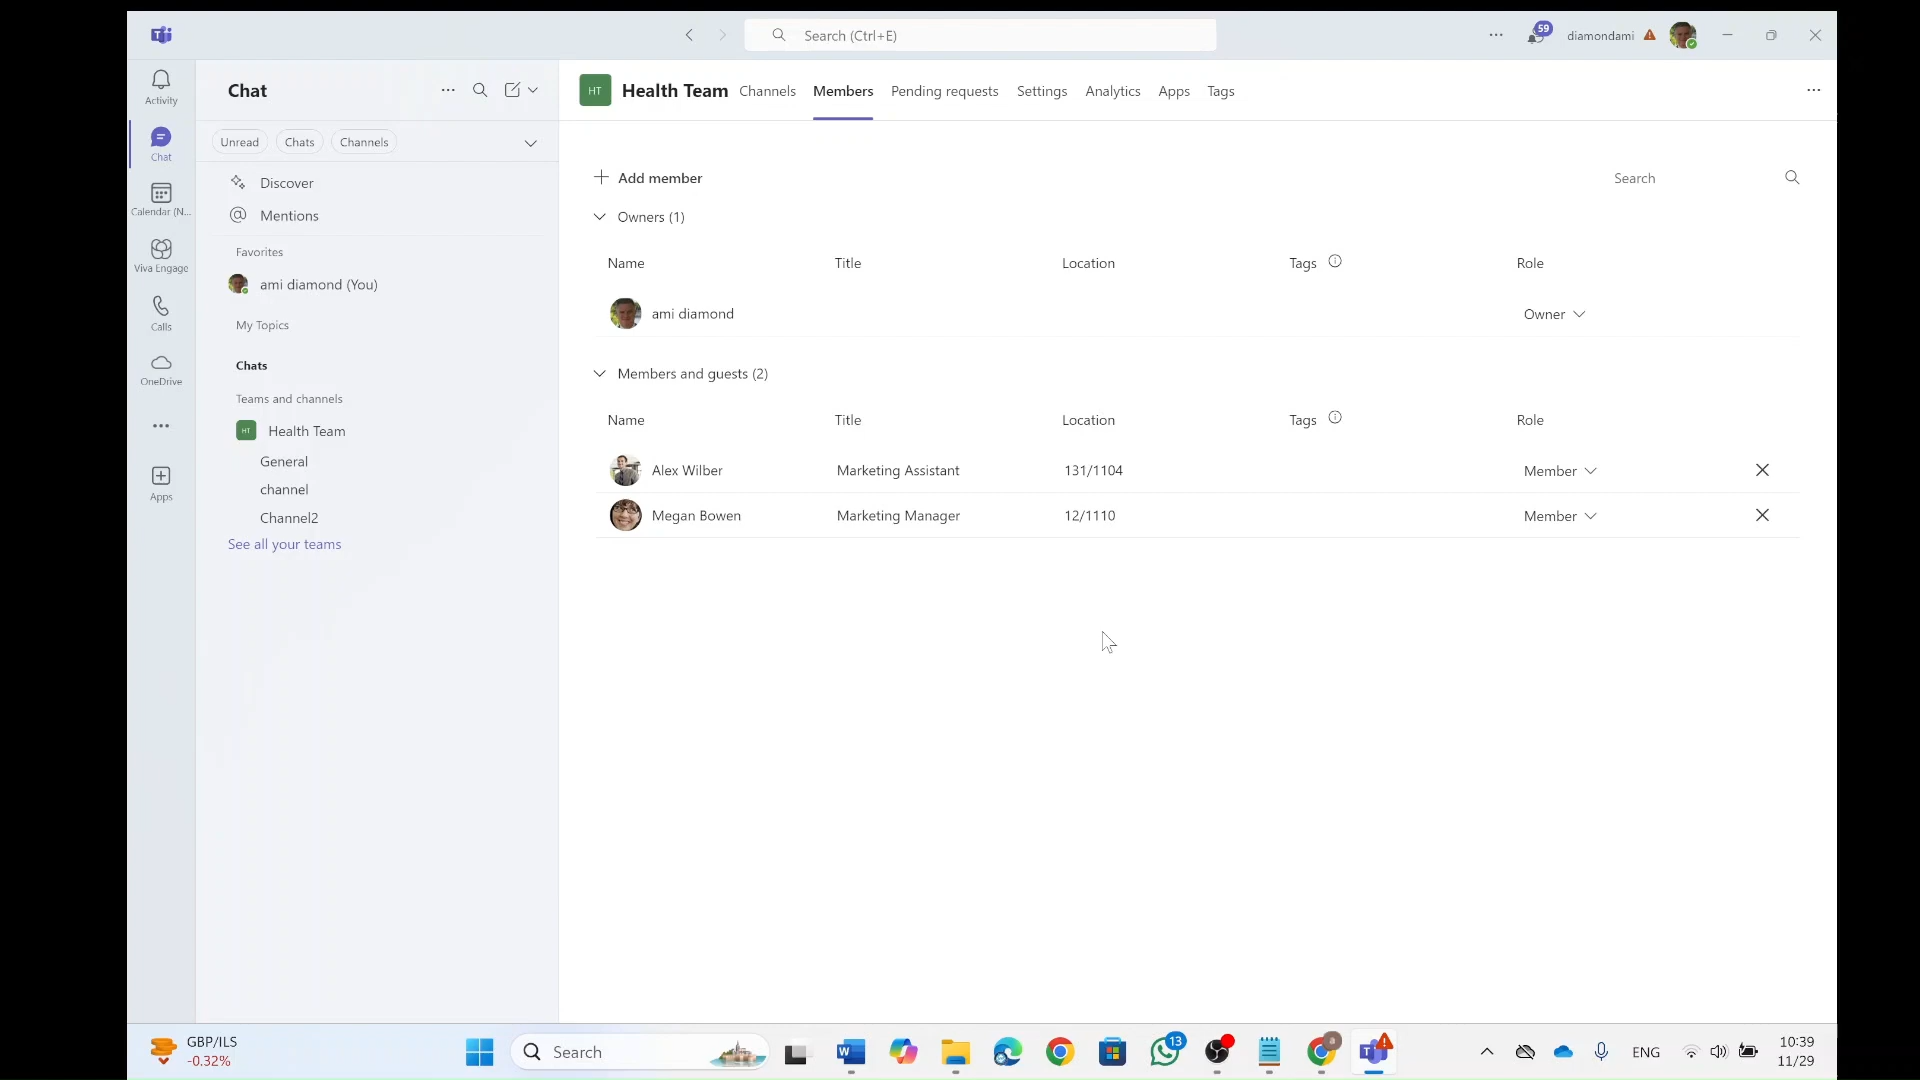 Search (Ctrl+E)
59
diamondami
Activity
Chat
Calendar (N...
Viva Engage
Calls
OneDrive
Apps
Chat
Unread
Chats
Channels
Discover
Mentions
Favorites
ami diamond (You)
My Topics
Chats
Teams and channels
HT Health Team
General
channel
Channel2
See all your teams
HT Health Team Channels Members Pending requests Settings Analytics Apps Tags
Add member
Search
Owners (1)
Name Title Location Tags Role
ami diamond Owner
Members and guests (2)
Name Title Location Tags Role
Alex Wilber Marketing Assistant 131/1104 Member
Megan Bowen Marketing Manager 12/1110 Member
GBP/ILS
-0.32%
Search
13
a
ENG
10:39
11/29